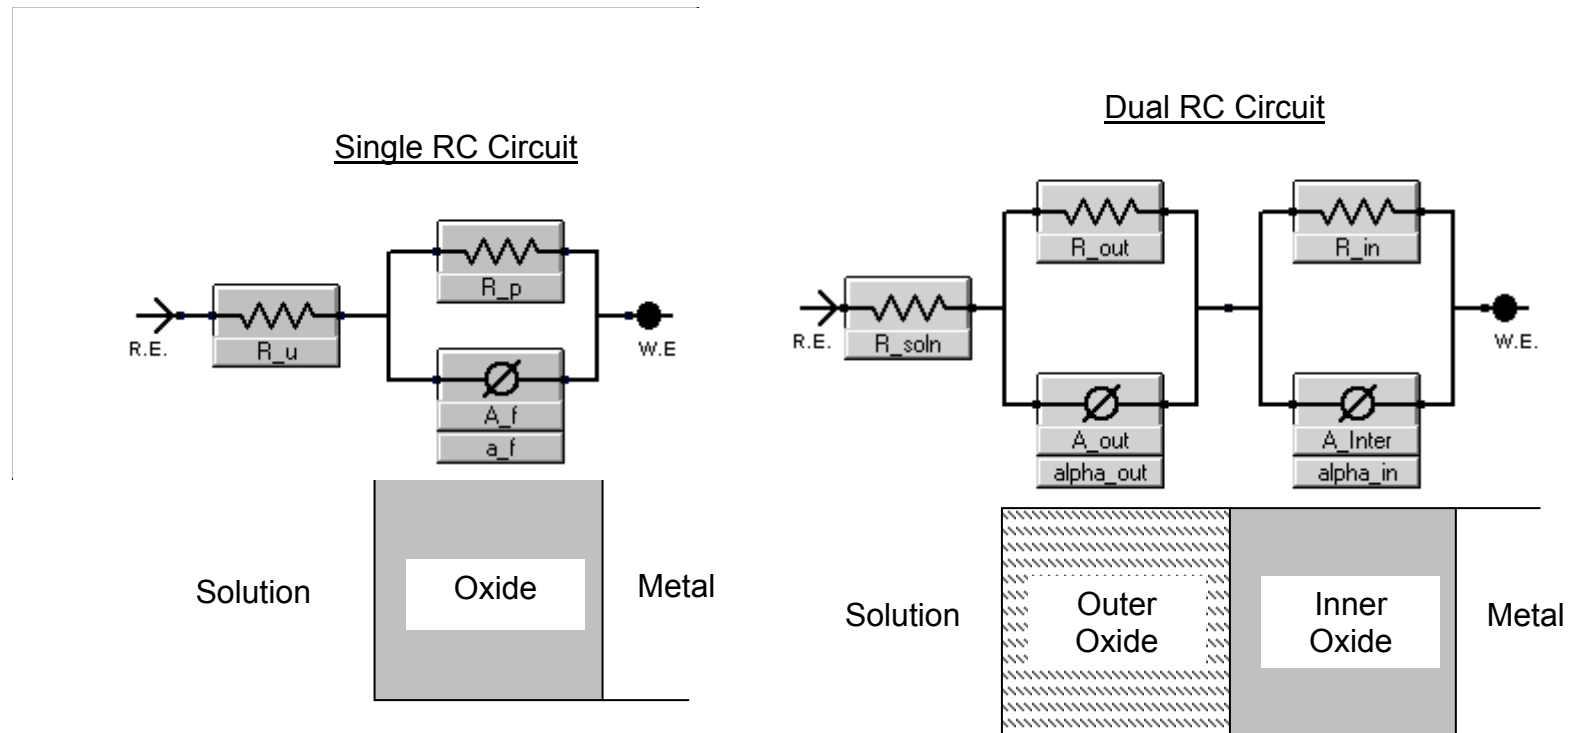 Single RC Circuit
R_p
R.E.
R_u
W.E
A_f
a_f
Solution
Oxide
Metal
Dual RC Circuit
R_out
R_in
R.E.
R_soln
W.E.
A_out
alpha_out
A_Inter
alpha_in
Solution
Outer
Oxide
Inner
Oxide
Metal